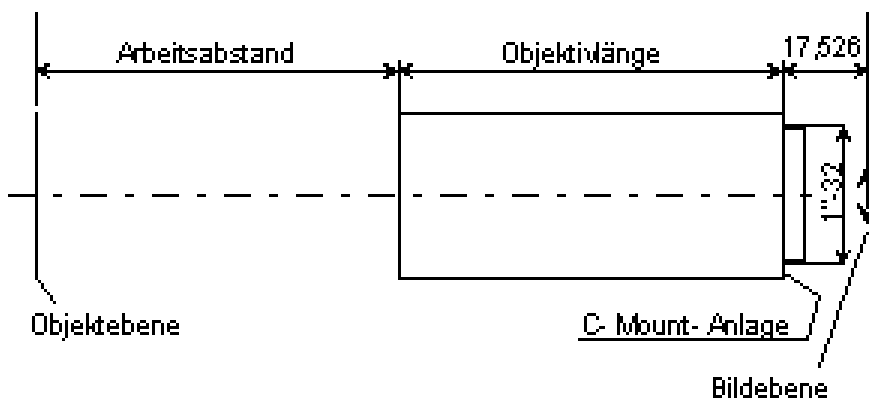 Arbeitsabstand
Objektivlänge
17,526
1"-32
Objektebene
C- Mount- Anlage
Bildebene